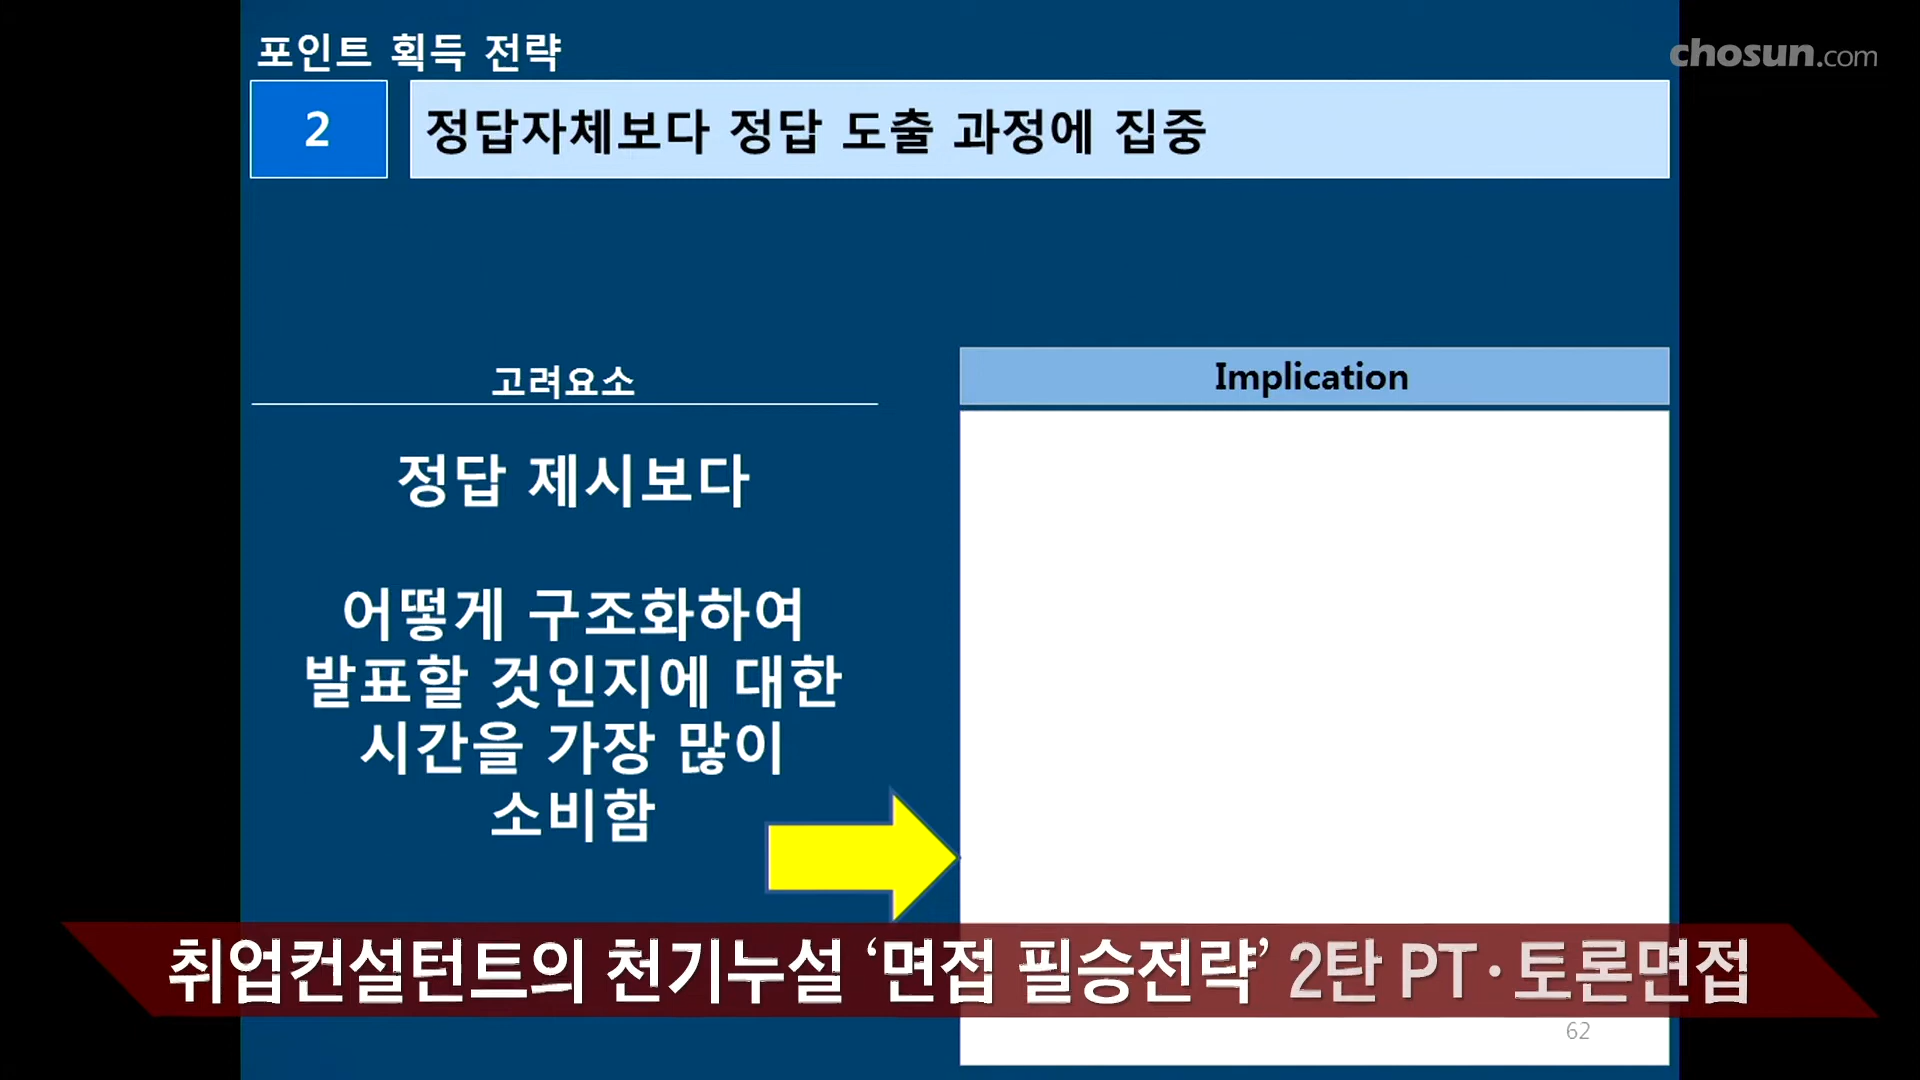 포인트 획득 전략
chosun.com
2
정답자체보다 정답 도출 과정에 집중
고려요소
Implication
정답 제시보다
어떻게 구조화하여
발표할 것인지에 대한
시간을 가장 많이
소비함
취업컨설턴트의 천기누설 ‘면접 필승전략’ 2탄 PT·토론면접
62